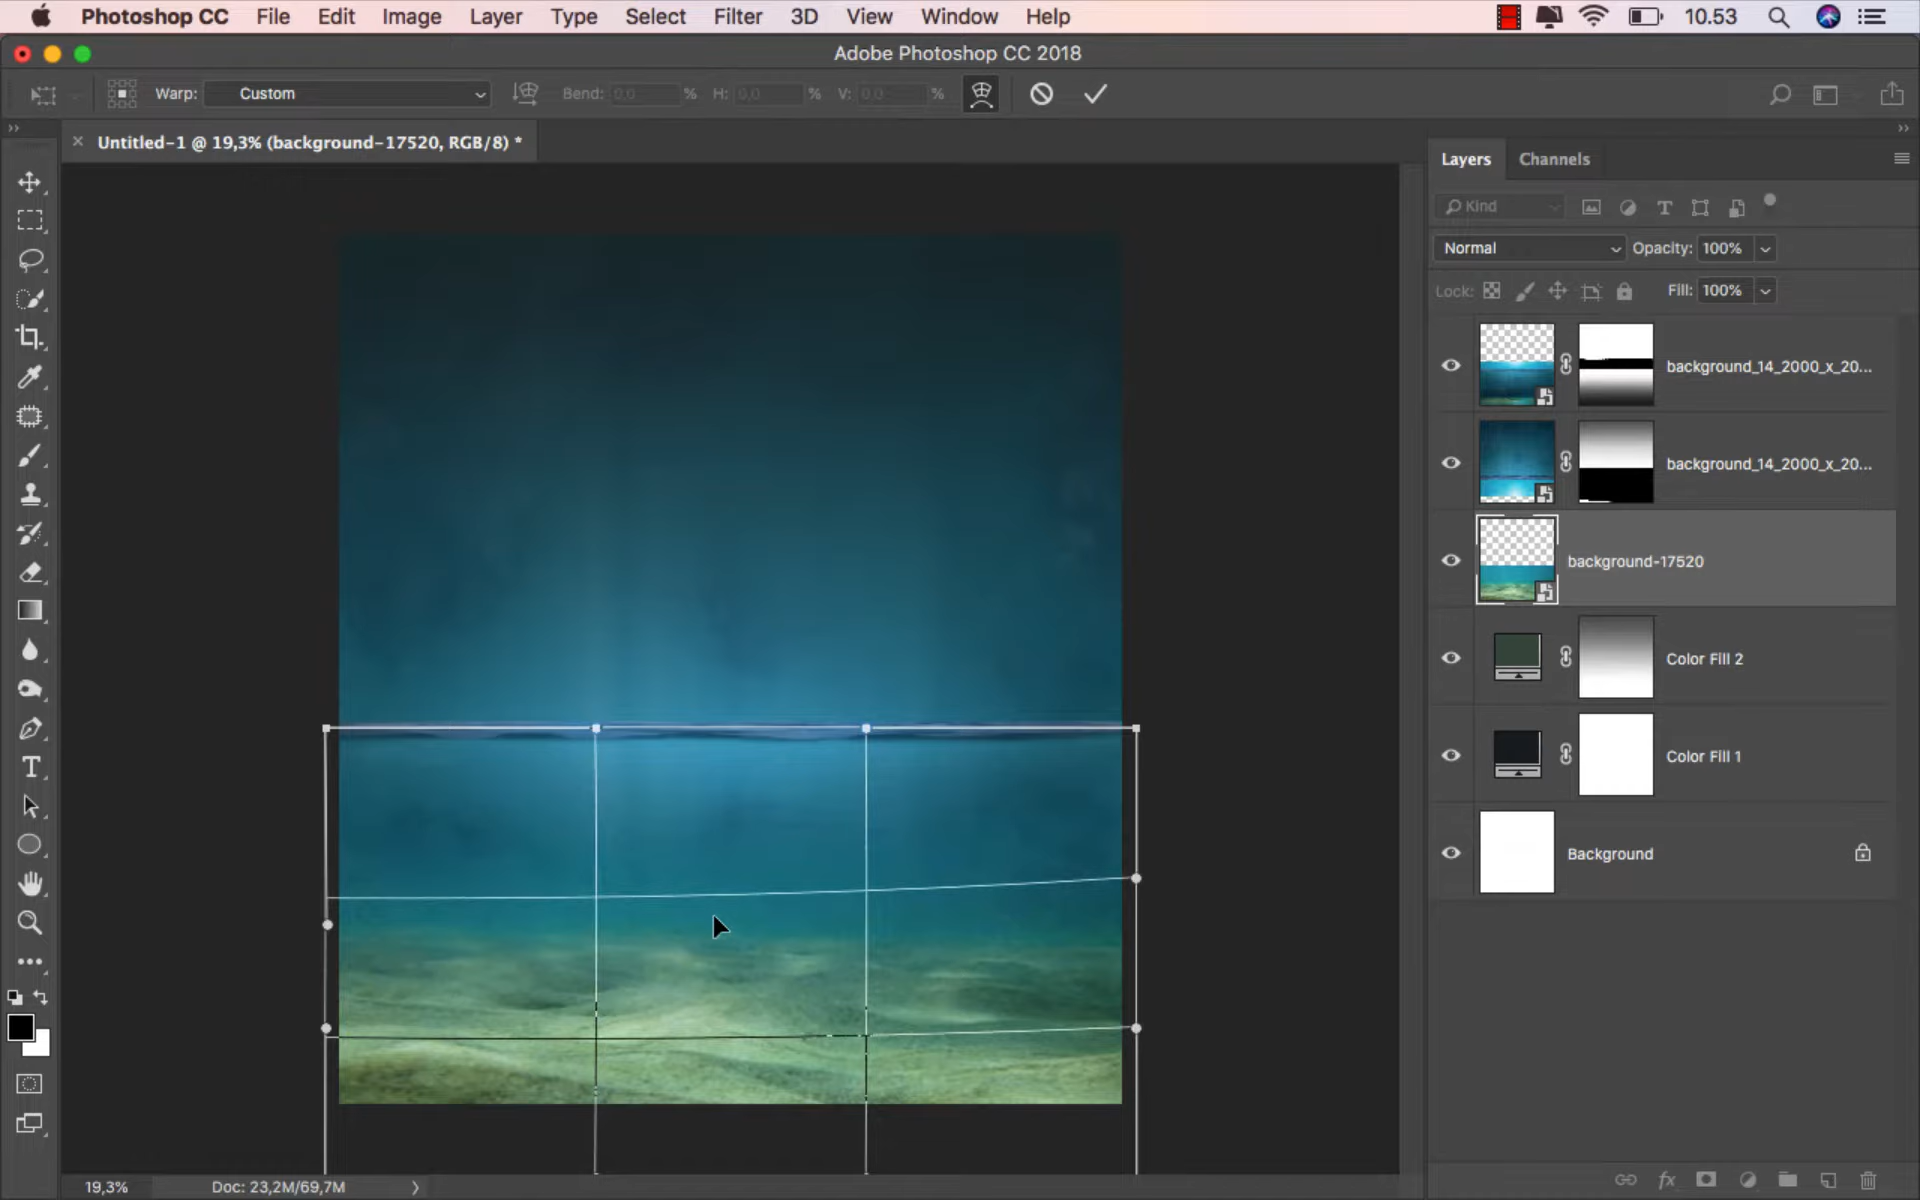 Photoshop CC File Edit Image Layer Type Select Filter 3D View Window Help 10.53
Adobe Photoshop CC 2018
Warp: Custom Bend: 0,0 % H: 0,0 % V: 0,0 %
Untitled-1 @ 19,3% (background-17520, RGB/8) *
Layers Channels
Kind
Normal Opacity: 100%
Lock: Fill: 100%
background_14_2000_x_20...
background_14_2000_x_20...
background-17520
Color Fill 2
Color Fill 1
Background
19,3% Doc: 23,2M/69,7M